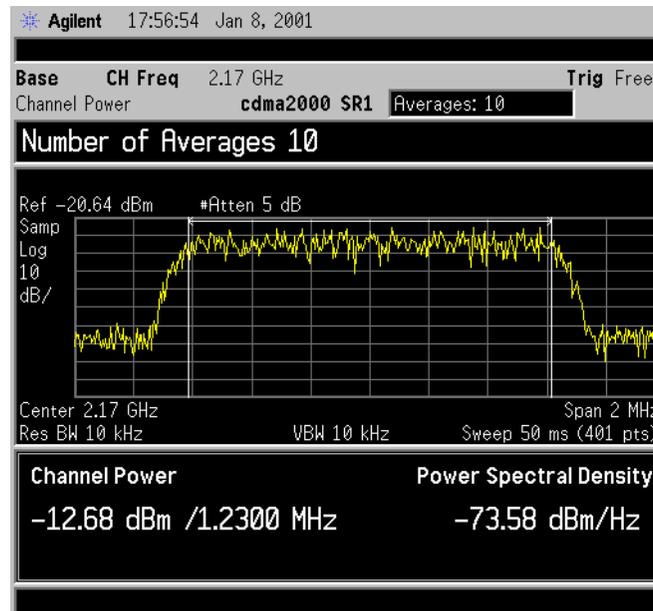 Agilent 17:56:54 Jan 8, 2001
Base CH Freq 2.17 GHz Trig Free
Channel Power cdma2000 SR1 Averages: 10
Number of Averages 10
Ref -20.64 dBm #Atten 5 dB
Samp
Log
10
dB/
Center 2.17 GHz Span 2 MHz
Res BW 10 kHz VBW 10 kHz Sweep 50 ms (401 pts)
Channel Power Power Spectral Density
-12.68 dBm /1.2300 MHz -73.58 dBm/Hz